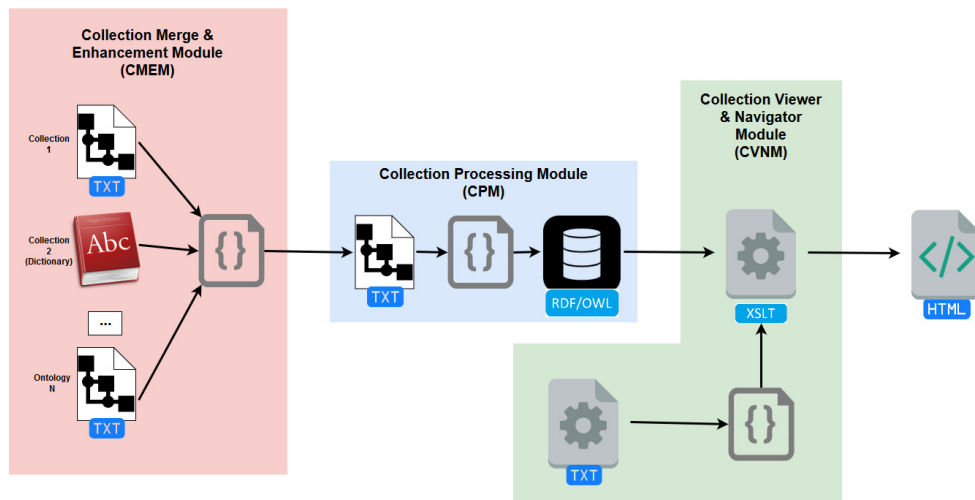 Collection Merge &
Enhancement Module
(CMEM)
Collection
1
TXT
Collection
2
(Dictionary)
Abc
{}
...
Ontology
N
TXT
Collection Processing Module
(CPM)
TXT
{}
RDF/OWL
Collection Viewer
& Navigator
Module
(CVNM)
XSLT
TXT
{}
</>
HTML